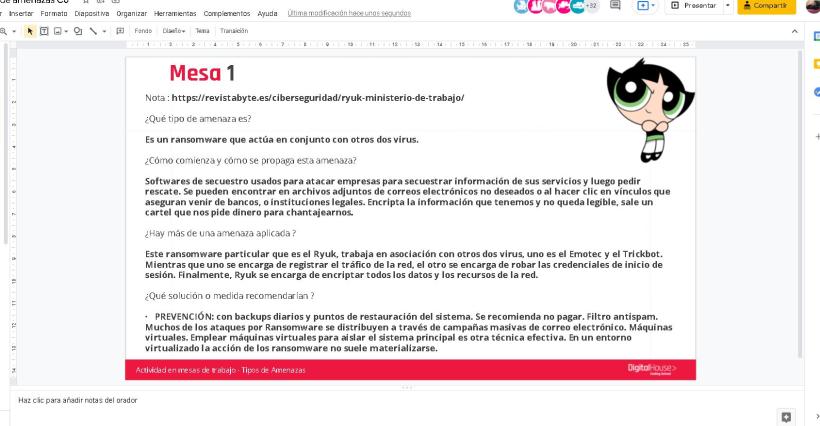 de amenazas C6
+32
Presentar
Compartir
r Insertar Formato Diapositiva Organizar Herramientas Complementos Ayuda Última modificación hace unos segundos
Fondo Diseño Tema Transición
Mesa 1
Nota : https://revistabyte.es/ciberseguridad/ryuk-ministerio-de-trabajo/
¿Qué tipo de amenaza es?
Es un ransomware que actúa en conjunto con otros dos virus.
¿Cómo comienza y cómo se propaga esta amenaza?
Softwares de secuestro usados para atacar empresas para secuestrar información de sus servicios y luego pedir
rescate. Se pueden encontrar en archivos adjuntos de correos electrónicos no deseados o al hacer clic en vínculos que
aseguran venir de bancos, o instituciones legales. Encripta la información que tenemos y no queda legible, sale un
cartel que nos pide dinero para chantajearnos.
¿Hay más de una amenaza aplicada ?
Este ransomware particular que es el Ryuk, trabaja en asociación con otros dos virus, uno es el Emotec y el Trickbot.
Mientras que uno se encarga de registrar el tráfico de la red, el otro se encarga de robar las credenciales de inicio de
sesión. Finalmente, Ryuk se encarga de encriptar todos los datos y los recursos de la red.
¿Qué solución o medida recomendarían ?
· PREVENCIÓN: con backups diarios y puntos de restauración del sistema. Se recomienda no pagar. Filtro antispam.
Muchos de los ataques por Ransomware se distribuyen a través de campañas masivas de correo electrónico. Máquinas
virtuales. Emplear máquinas virtuales para aislar el sistema principal es otra técnica efectiva. En un entorno
virtualizado la acción de los ransomware no suele materializarse.
Actividad en mesas de trabajo - Tipos de Amenazas
DigitalHouse>
Haz clic para añadir notas del orador